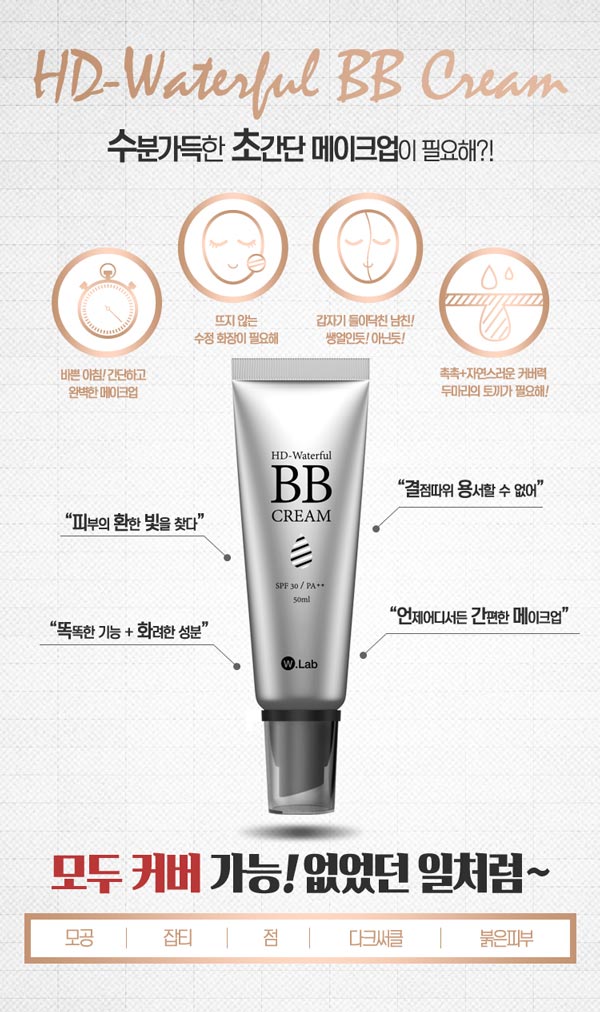 HD-Waterful BB Cream
수분가득한 초간단 메이크업이 필요해?!
뜨지 않는
수정 화장이 필요해
갑자기 들이닥친 남친!
쌩얼인듯! 아닌듯!
바쁜 아침! 간단하고
완벽한 메이크업
촉촉+자연스러운 커버력
두마리의 토끼가 필요해!
HD-Waterful
BB
CREAM
SPF 30 / PA++
50ml
W.Lab
“결점따위 용서할 수 없어”
“피부의 환한 빛을 찾다”
“언제어디서든 간편한 메이크업”
“똑똑한 기능 + 화려한 성분”
모두 커버 가능! 없었던 일처럼~
모공 | 잡티 | 점 | 다크써클 | 붉은피부